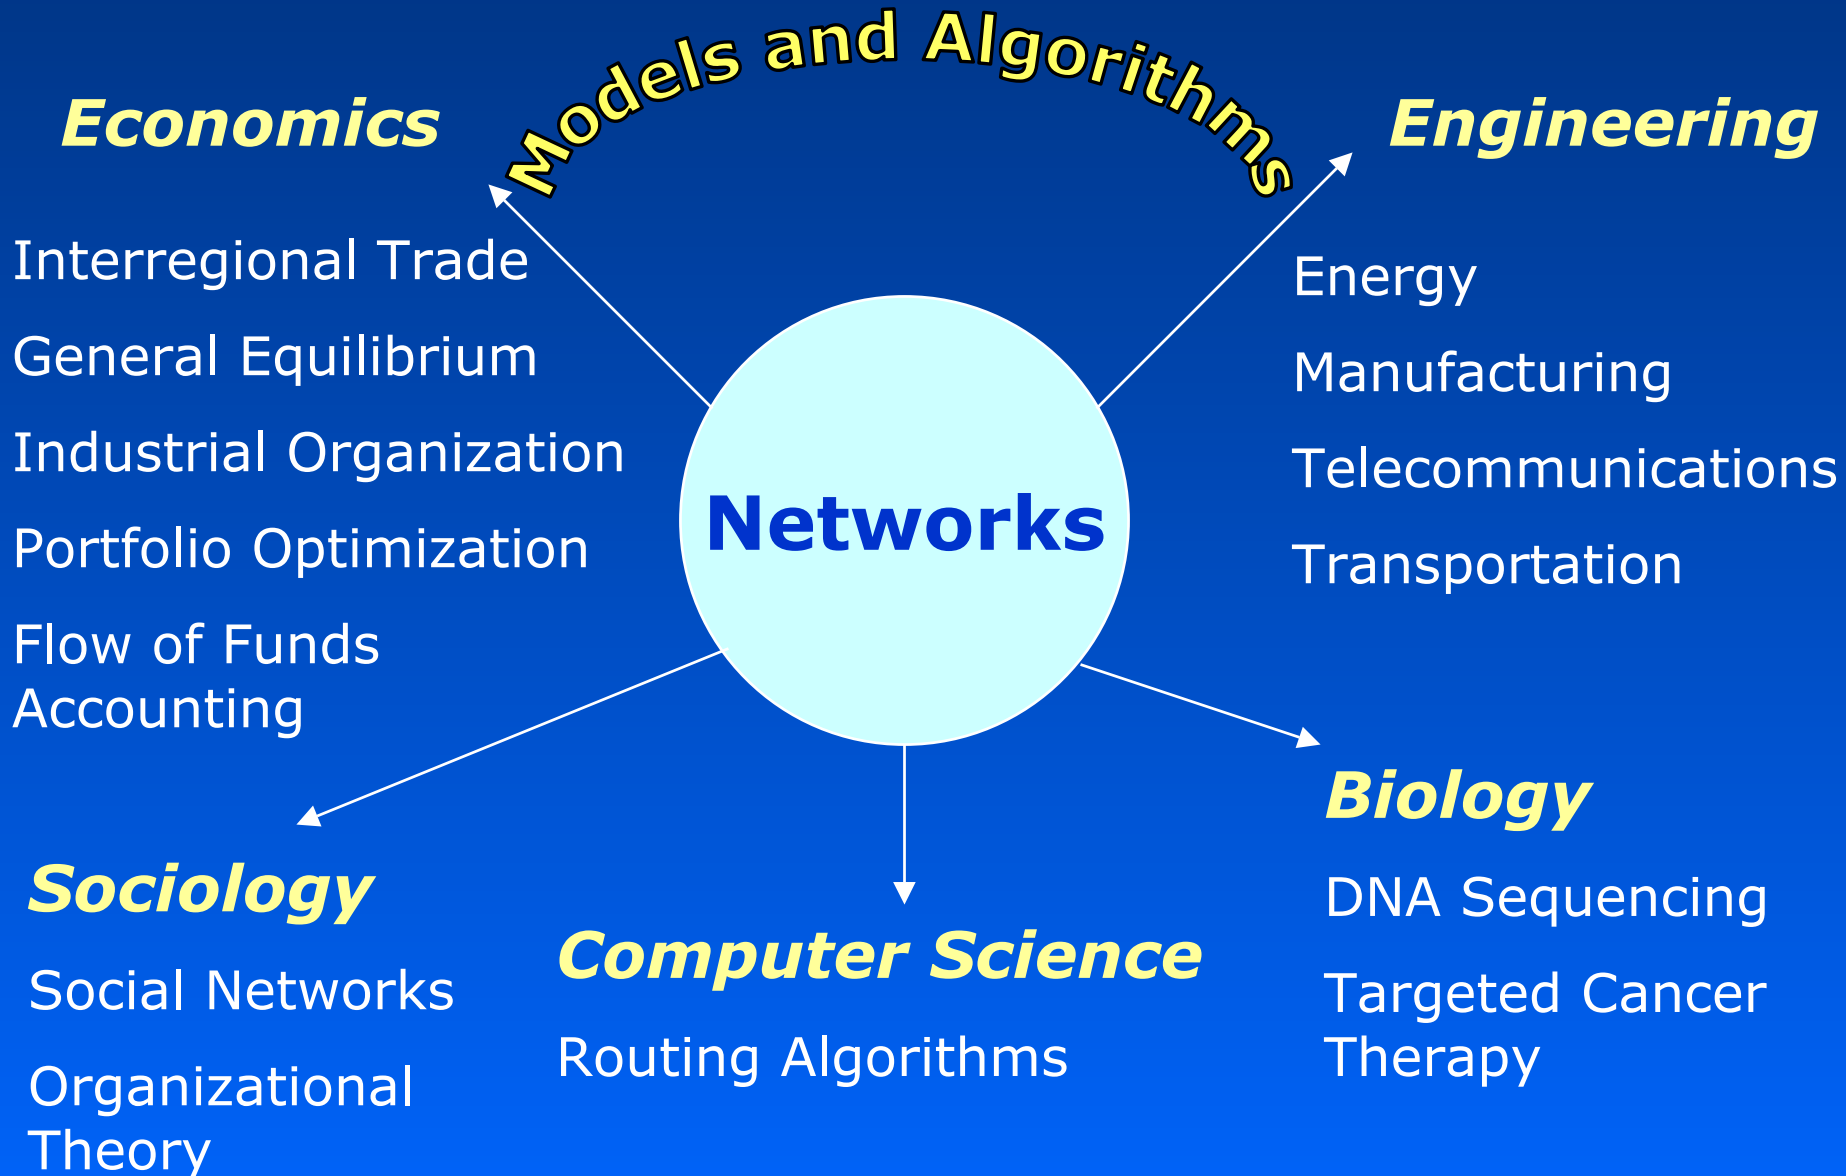 Models and Algorithms
Economics
Interregional Trade
General Equilibrium
Industrial Organization
Portfolio Optimization
Flow of Funds
Accounting
Engineering
Energy
Manufacturing
Telecommunications
Transportation
Networks
Sociology
Social Networks
Organizational
Theory
Computer Science
Routing Algorithms
Biology
DNA Sequencing
Targeted Cancer
Therapy